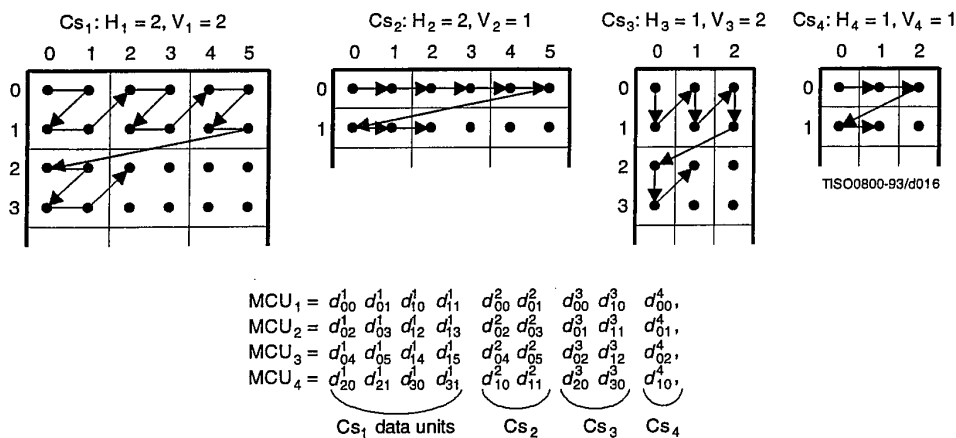 Cs₁: H₁ = 2, V₁ = 2 Cs₂: H₂ = 2, V₂ = 1 Cs₃: H₃ = 1, V₃ = 2 Cs₄: H₄ = 1, V₄ = 1
0 1 2 3 4 5 0 1 2 3 4 5 0 1 2 0 1 2
0 0 0 0
1 1 1 1
2 2
TISO0800-93/d016
3 3
MCU₁ = d¹₀₀ d¹₀₁ d¹₁₀ d¹₁₁ d²₀₀ d²₀₁ d³₀₀ d³₁₀ d⁴₀₀,
MCU₂ = d¹₀₂ d¹₀₃ d¹₁₂ d¹₁₃ d²₀₂ d²₀₃ d³₀₁ d³₁₁ d⁴₀₁,
MCU₃ = d¹₀₄ d¹₀₅ d¹₁₄ d¹₁₅ d²₀₄ d²₀₅ d³₀₂ d³₁₂ d⁴₀₂,
MCU₄ = d¹₂₀ d¹₂₁ d¹₃₀ d¹₃₁ d²₁₀ d²₁₁ d³₂₀ d³₃₀ d⁴₁₀,
Cs₁ data units Cs₂ Cs₃ Cs₄